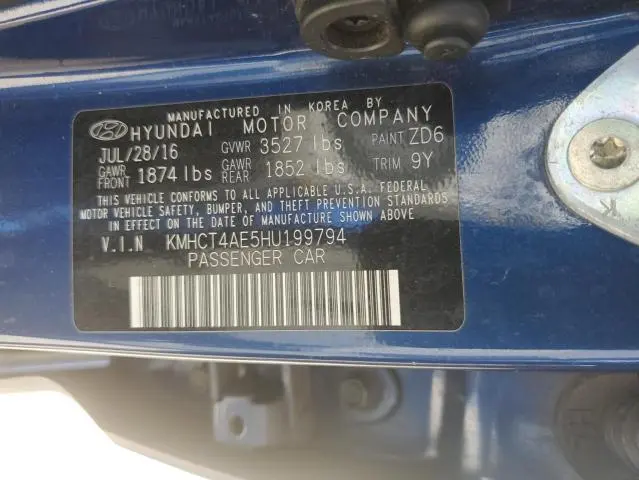 MANUFACTURED IN KOREA BY
HYUNDAI MOTOR COMPANY
JUL/28/16 GVWR 3527 lbs PAINT ZD6
GAWR FRONT 1874 lbs GAWR REAR 1852 lbs TRIM 9Y
THIS VEHICLE CONFORMS TO ALL APPLICABLE U.S.A. FEDERAL
MOTOR VEHICLE SAFETY, BUMPER, AND THEFT PREVENTION STANDARDS
IN EFFECT ON THE DATE OF MANUFACTURE SHOWN ABOVE.
V.I.N KMHCT4AE5HU199794
PASSENGER CAR
K